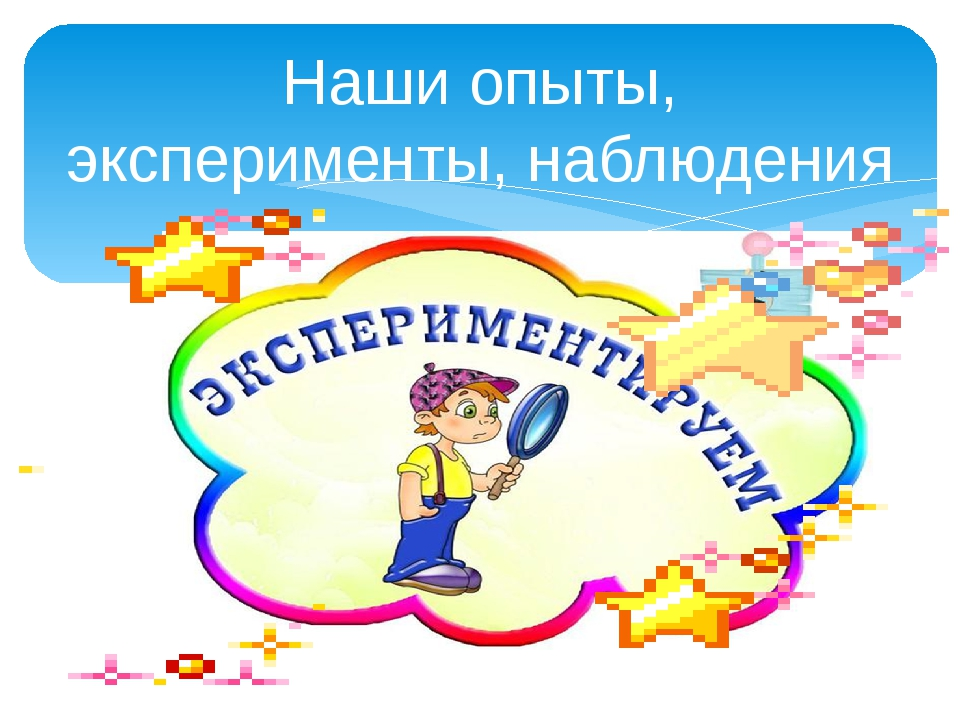 Наши опыты,
эксперименты, наблюдения
ЭКСПЕРИМЕНТИРУЕМ